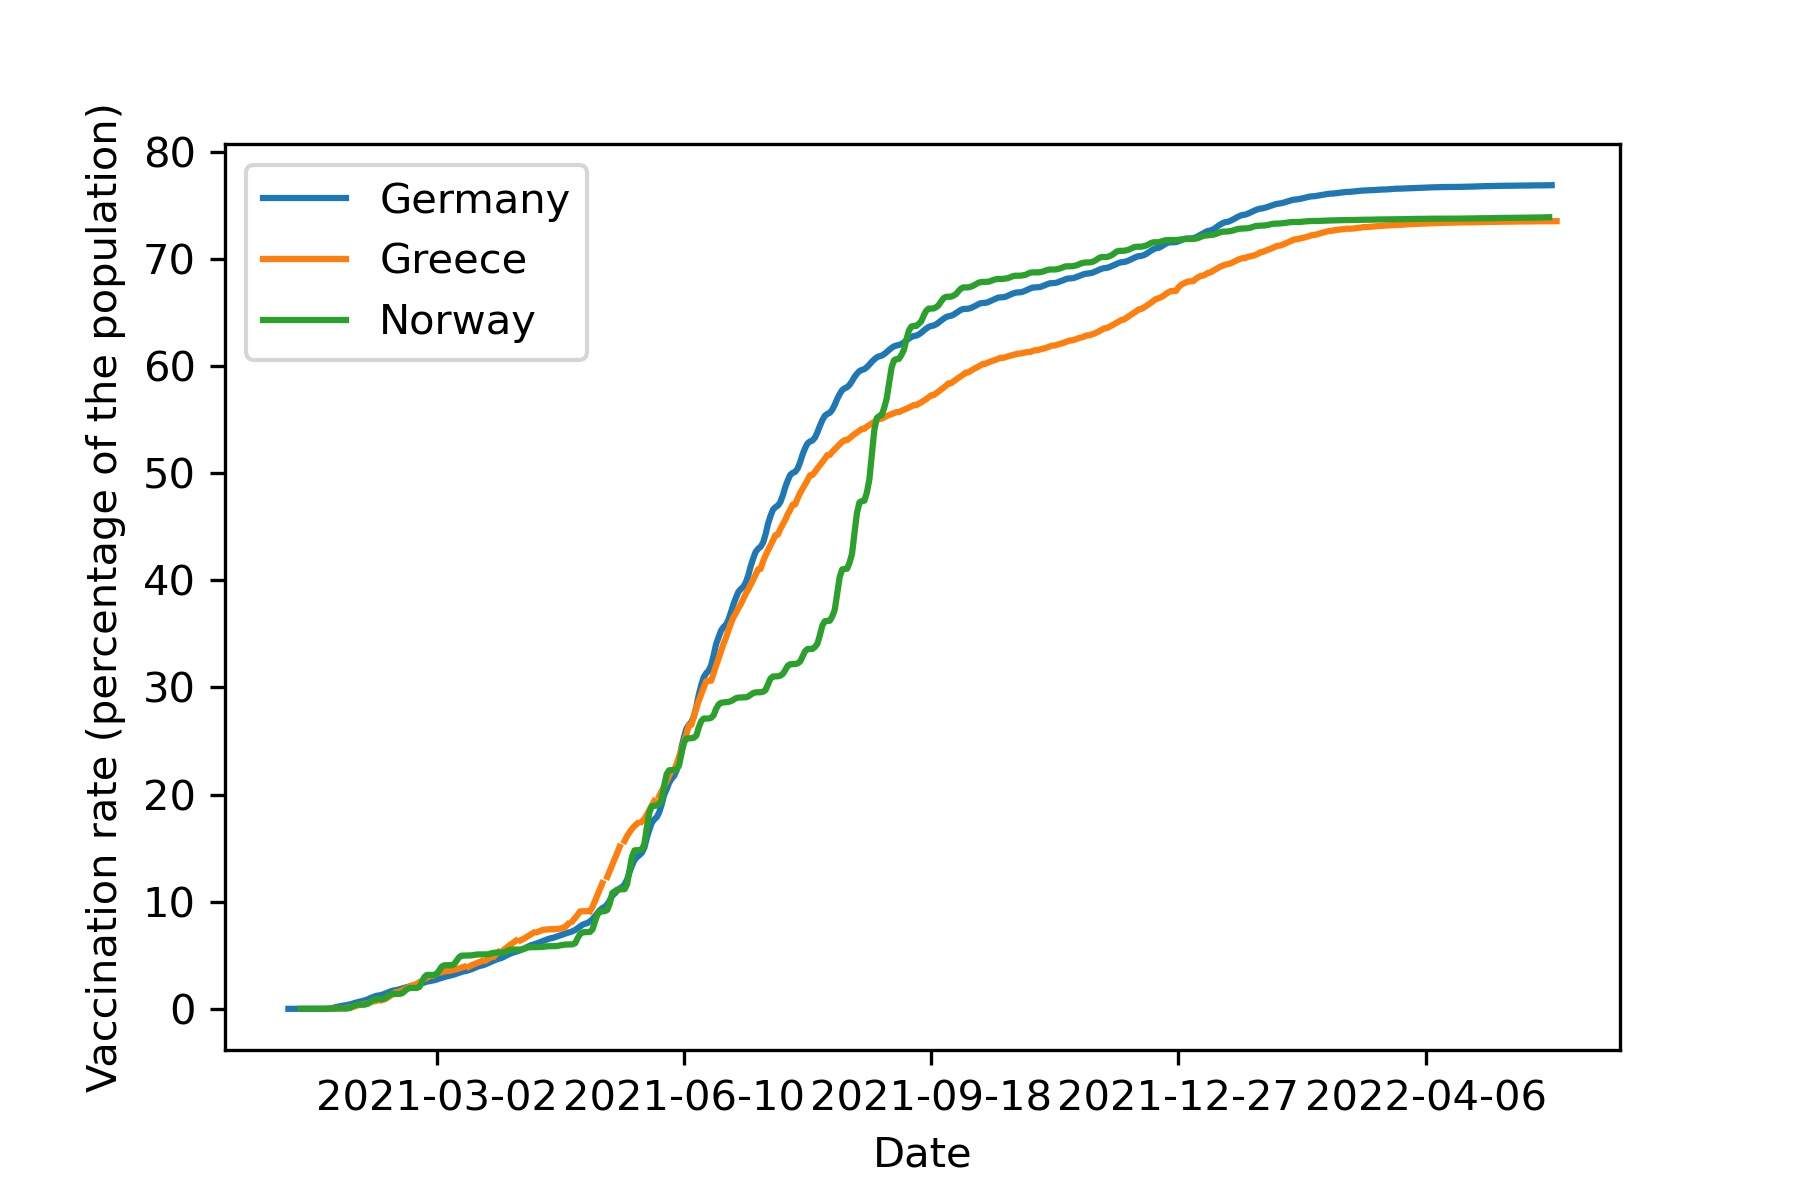 Vaccination rate (percentage of the population)
80
70
60
50
40
30
20
10
0
Germany
Greece
Norway
2021-03-02 2021-06-10 2021-09-18 2021-12-27 2022-04-06
Date